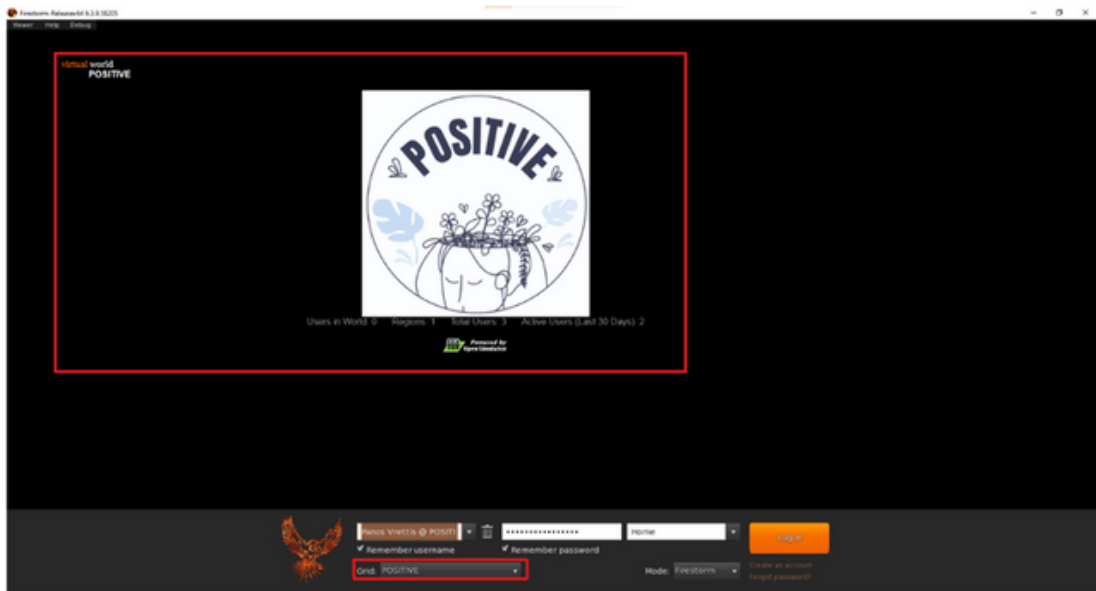 Firestorm-Releasex64 6.3.9.58205
Viewer Help Debug
virtual world
POSITIVE
POSITIVE
Users in World: 0 Regions: 1 Total Users: 3 Active Users (Last 30 Days): 2
Powered by
OpenSimulator
Panos Vrettis @ POSITI
Home
Log In
Remember username
Remember password
Grid: POSITIVE
Mode: Firestorm
Create an account
Forgot password?